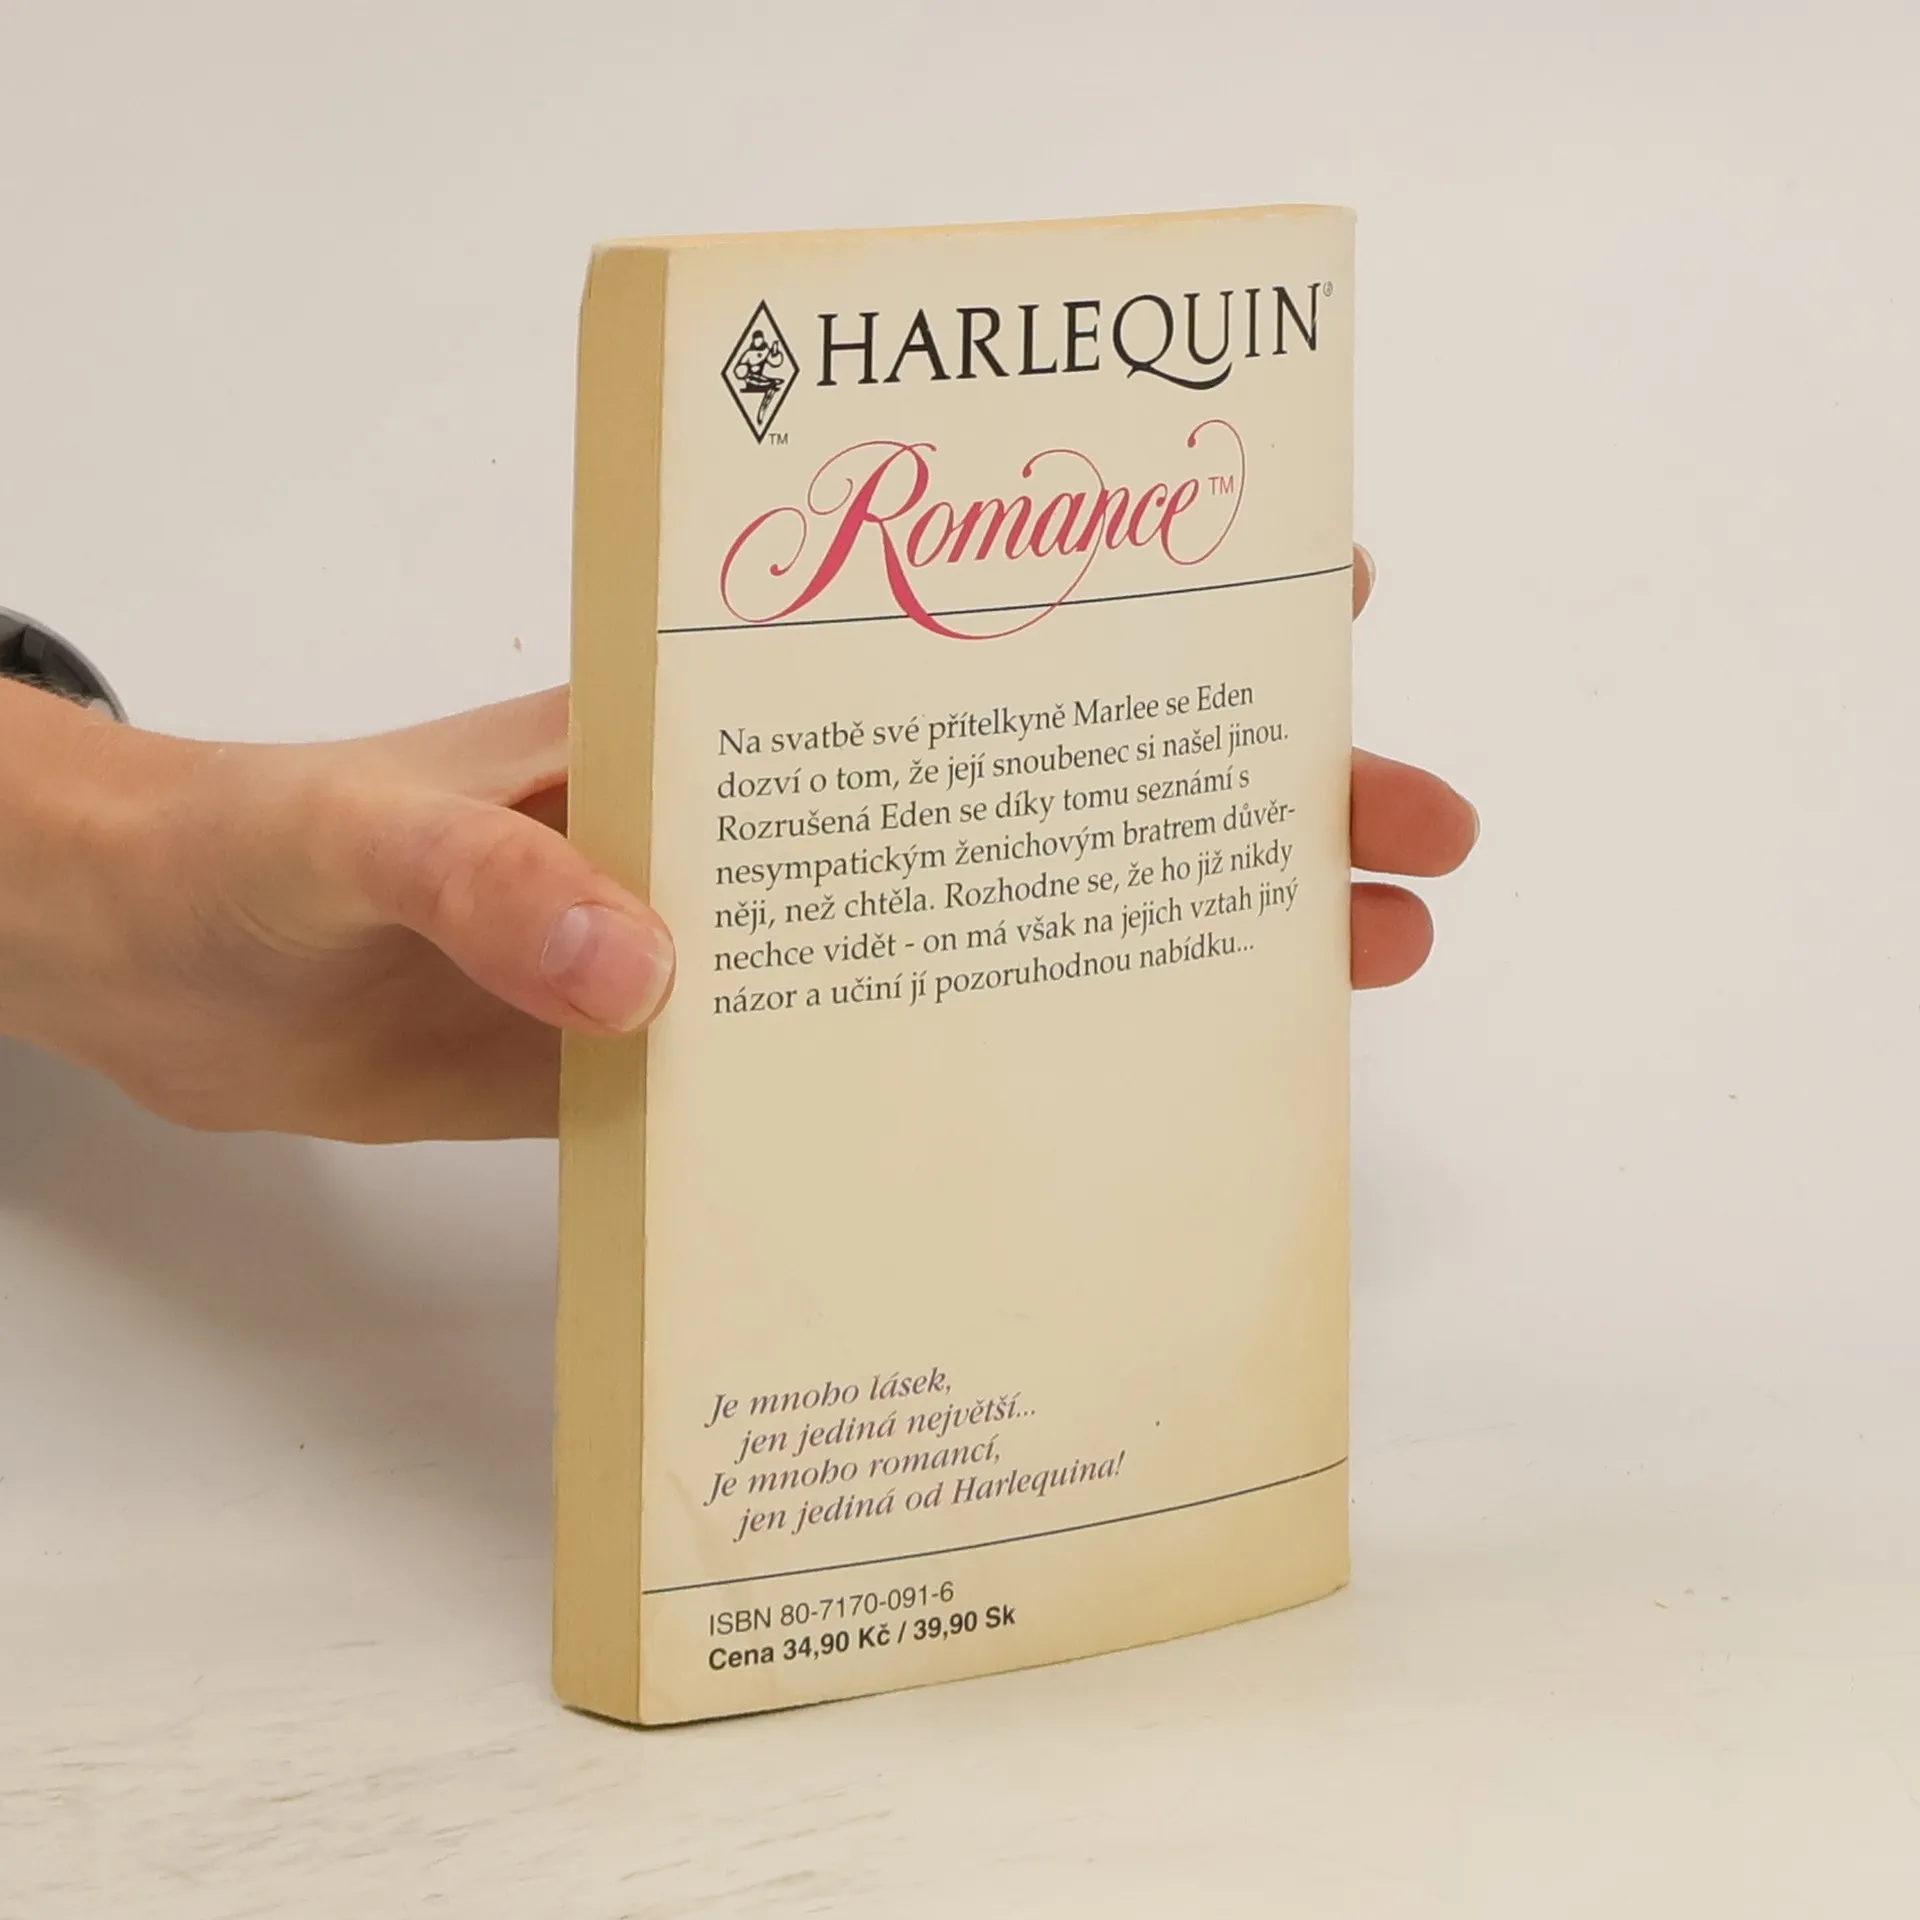 HARLEQUIN®
TM
Romance™
Na svatbě své přítelkyně Marlee se Eden
dozví o tom, že její snoubenec si našel jinou.
Rozrušená Eden se díky tomu seznámí s
nesympatickým ženichovým bratrem důvěr-
něji, než chtěla. Rozhodne se, že ho již nikdy
nechce vidět - on má však na jejich vztah jiný
názor a učiní jí pozoruhodnou nabídku...
Je mnoho lásek,
jen jediná největší...
Je mnoho romancí,
jen jediná od Harlequina!
ISBN 80-7170-091-6
Cena 34,90 Kč / 39,90 Sk